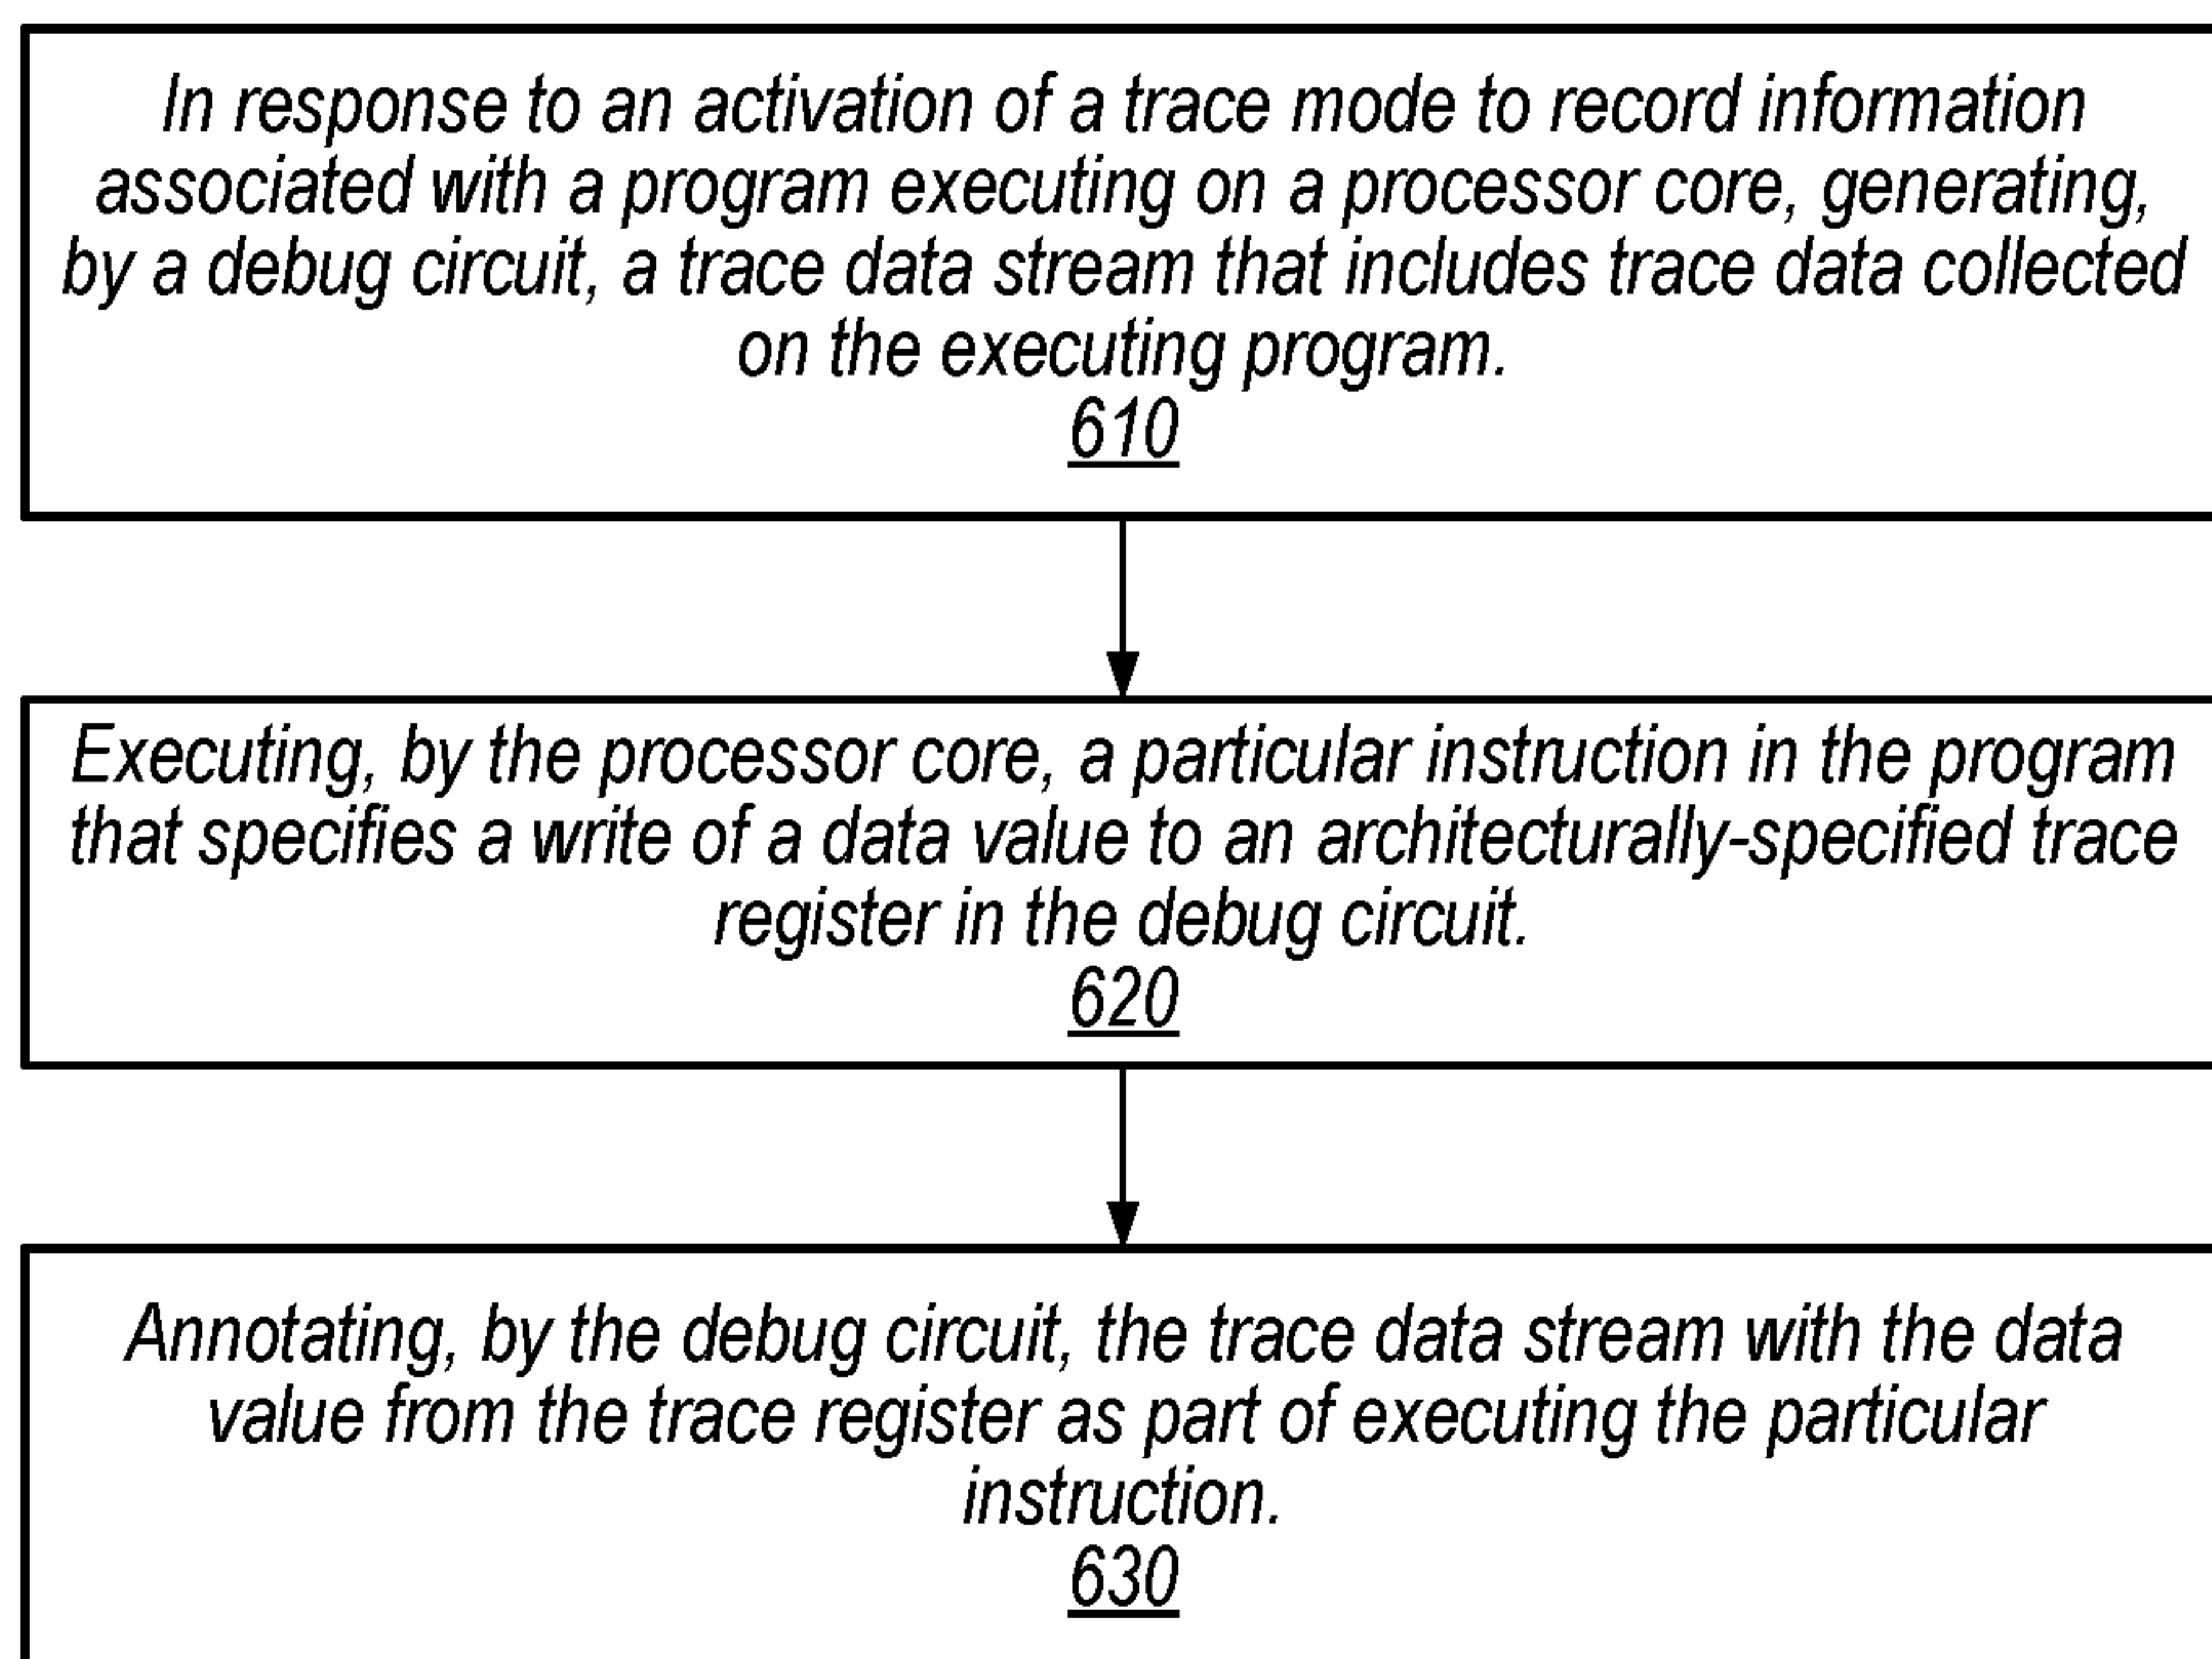 In response to an activation of a trace mode to record information
associated with a program executing on a processor core, generating,
by a debug circuit, a trace data stream that includes trace data collected
on the executing program.
610
Executing, by the processor core, a particular instruction in the program
that specifies a write of a data value to an architecturally-specified trace
register in the debug circuit.
620
Annotating, by the debug circuit, the trace data stream with the data
value from the trace register as part of executing the particular
instruction.
630